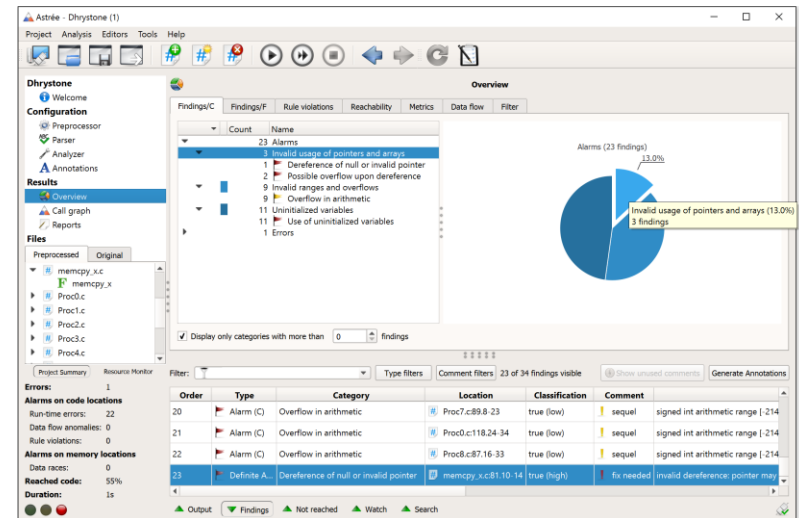 Astrée - Dhrystone (1)
Project Analysis Editors Tools Help
Dhrystone
Welcome
Configuration
Preprocessor
Parser
Analyzer
Annotations
Results
Overview
Call graph
Reports
Files
Preprocessed Original
memcpy_x.c
F memcpy_x
Proc0.c
Proc1.c
Proc2.c
Proc3.c
Proc4.c
Project Summary Resource Monitor
Errors: 1
Alarms on code locations
Run-time errors: 22
Data flow anomalies: 0
Rule violations: 0
Alarms on memory locations
Data races: 0
Reached code: 55%
Duration: 1s
Overview
Findings/C Findings/F Rule violations Reachability Metrics Data flow Filter
Count Name
23 Alarms
3 Invalid usage of pointers and arrays
1 Dereference of null or invalid pointer
2 Possible overflow upon dereference
9 Invalid ranges and overflows
9 Overflow in arithmetic
11 Uninitialized variables
11 Use of uninitialized variables
1 Errors
Alarms (23 findings)
13.0%
Invalid usage of pointers and arrays (13.0%)
3 findings
Display only categories with more than 0 findings
Filter: Type filters Comment filters 23 of 34 findings visible Show unused comments Generate Annotations
Order Type Category Location Classification Comment
20 Alarm (C) Overflow in arithmetic Proc7.c:89.8-23 true (low) sequel signed int arithmetic range [-214
21 Alarm (C) Overflow in arithmetic Proc0.c:118.24-34 true (low) sequel signed int arithmetic range [-214
22 Alarm (C) Overflow in arithmetic Proc8.c:87.16-33 true (low) sequel signed int arithmetic range [-214
23 Definite A... Dereference of null or invalid pointer memcpy_x.c:81.10-14 true (high) fix needed invalid dereference: pointer may
Output Findings Not reached Watch Search